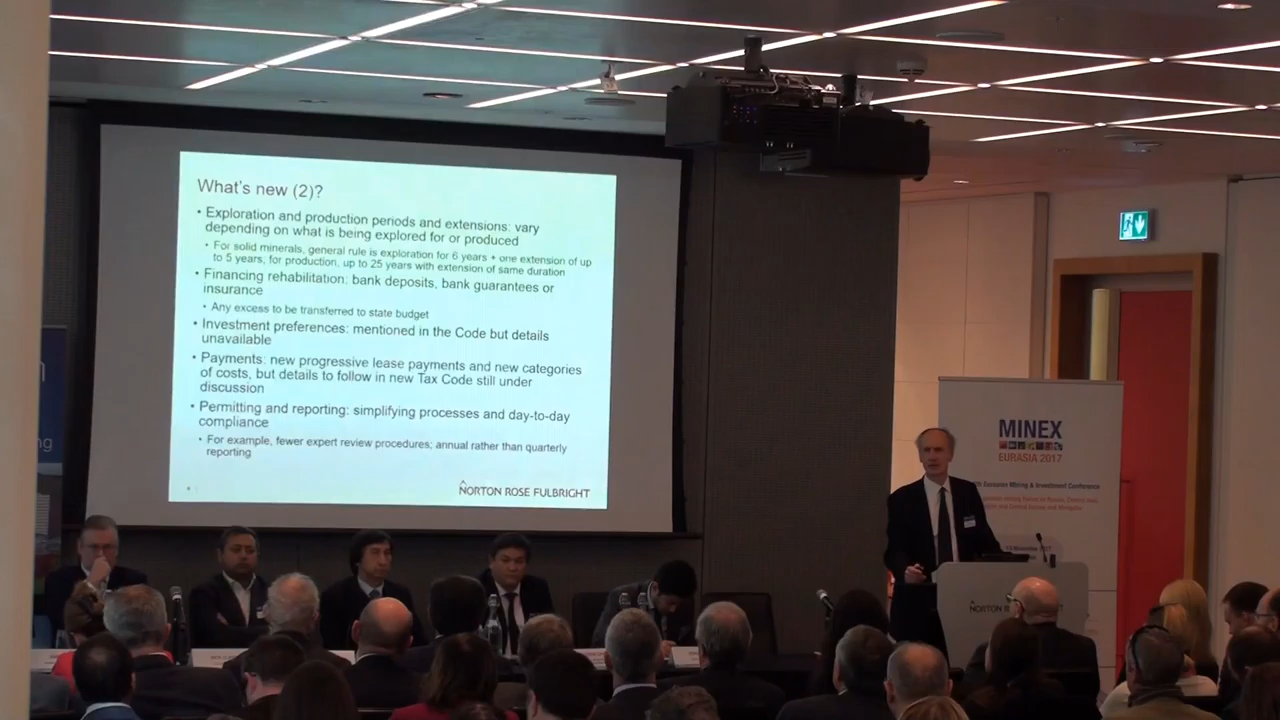 What's new (2)?
• Exploration and production periods and extensions: vary
depending on what is being explored for or produced
• For solid minerals, general rule is exploration for 6 years + one extension of up
to 5 years; for production, up to 25 years with extension of same duration
• Financing rehabilitation: bank deposits, bank guarantees or
insurance
• Any excess to be transferred to state budget
• Investment preferences: mentioned in the Code but details
unavailable
• Payments: new progressive lease payments and new categories
of costs, but details to follow in new Tax Code still under
discussion
• Permitting and reporting: simplifying processes and day-to-day
compliance
• For example, fewer expert review procedures; annual rather than quarterly
reporting
NORTON ROSE FULBRIGHT
MINEX
EURASIA 2017
Eurasian Mining & Investment Conference
NORTON